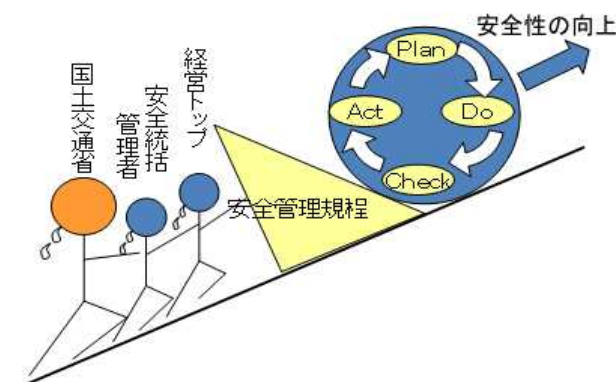 国土交通省
安全統括
管理者
経営トップ
安全管理規程
Plan
Do
Check
Act
安全性の向上